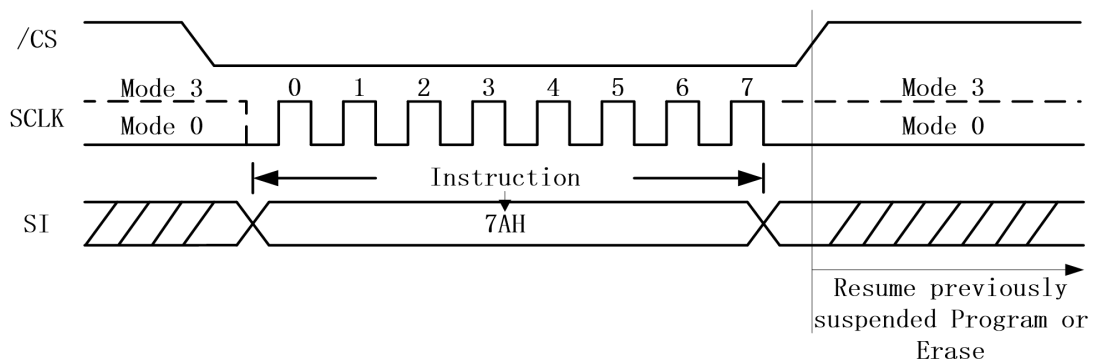 /CS
Mode 3 0 1 2 3 4 5 6 7 Mode 3
SCLK
Mode 0 Mode 0
Instruction
SI 7AH
Resume previously
suspended Program or
Erase